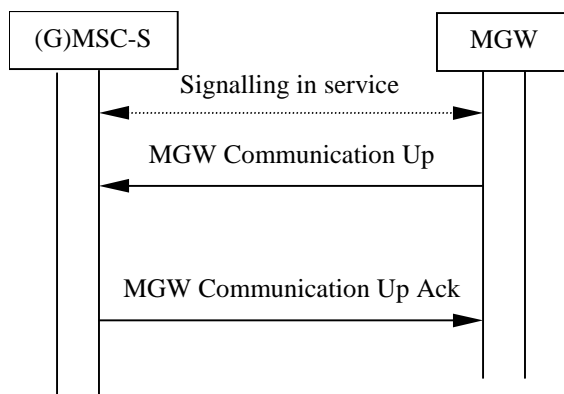 (G)MSC-S
MGW
Signalling in service
MGW Communication Up
MGW Communication Up Ack